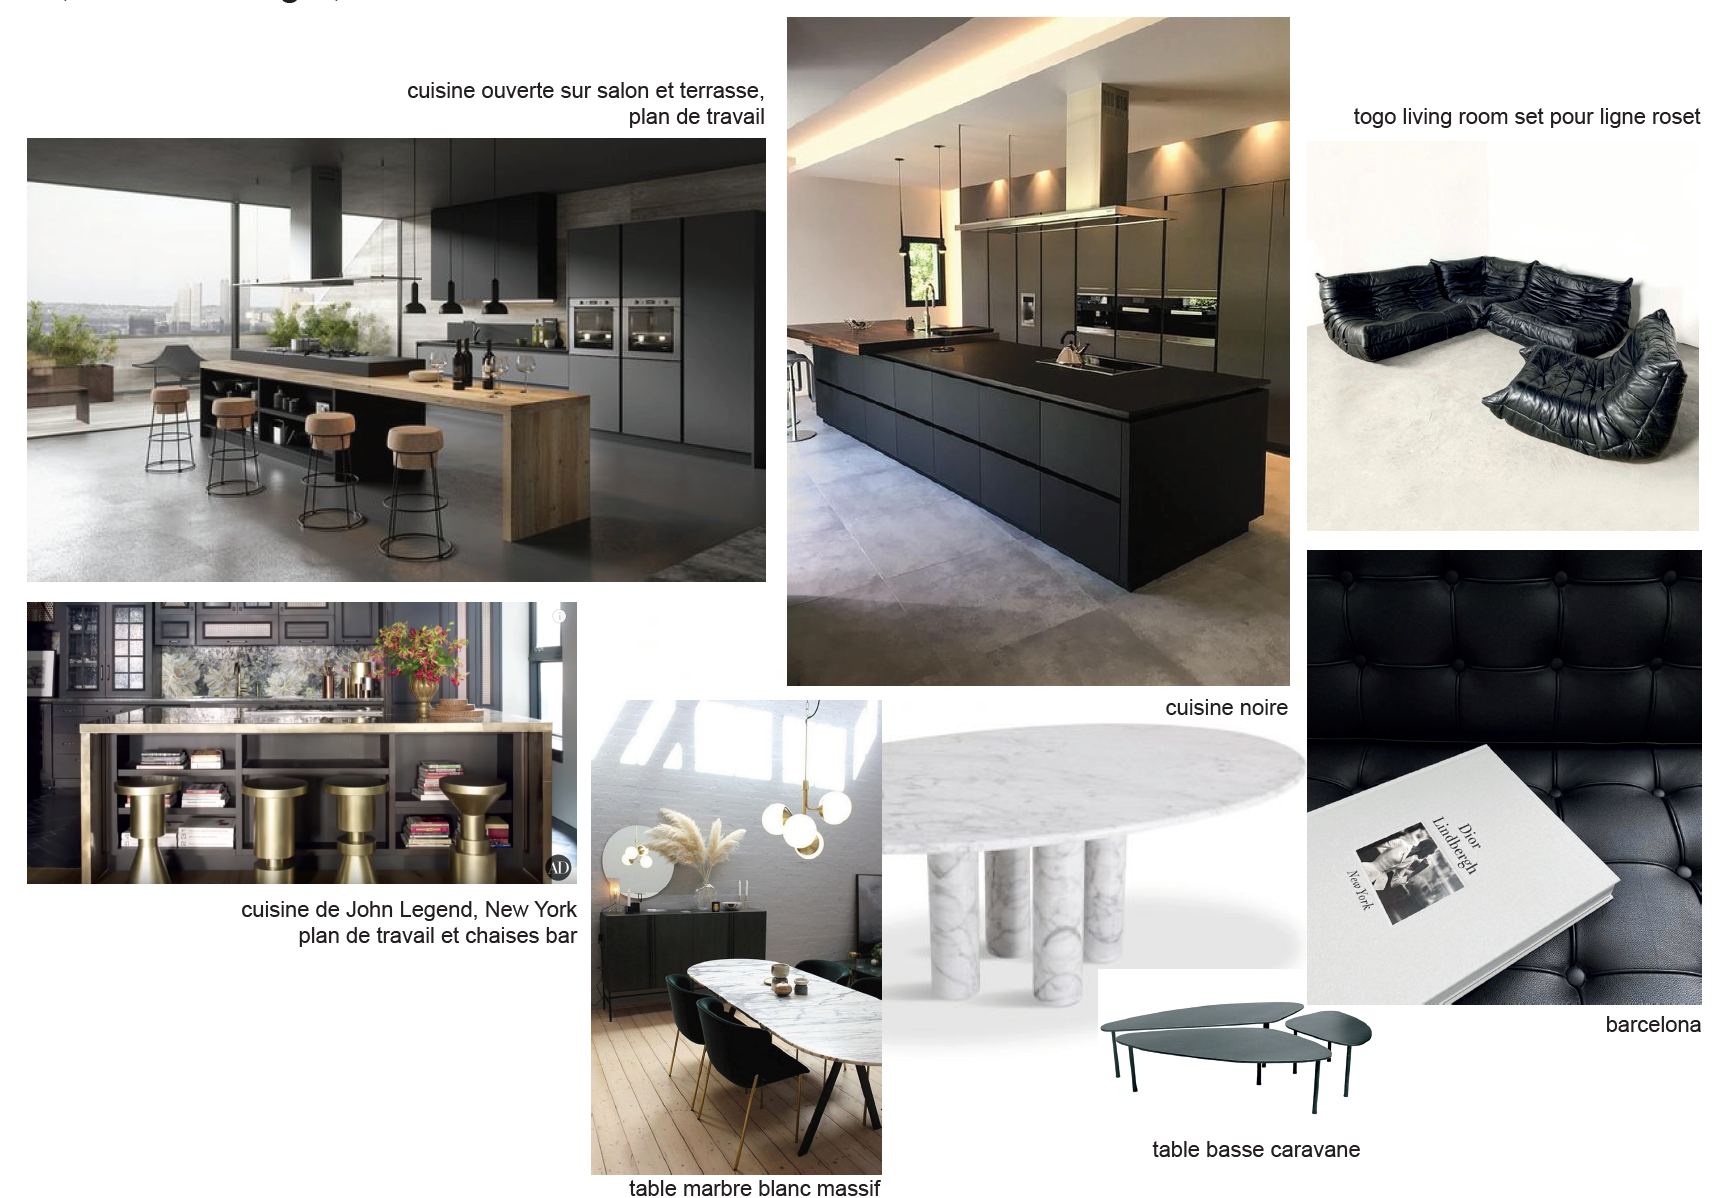 cuisine ouverte sur salon et terrasse,
plan de travail
togo living room set pour ligne roset
cuisine noire
AD
cuisine de John Legend, New York
plan de travail et chaises bar
Dior
Lindbergh
New York
barcelona
table basse caravane
table marbre blanc massif